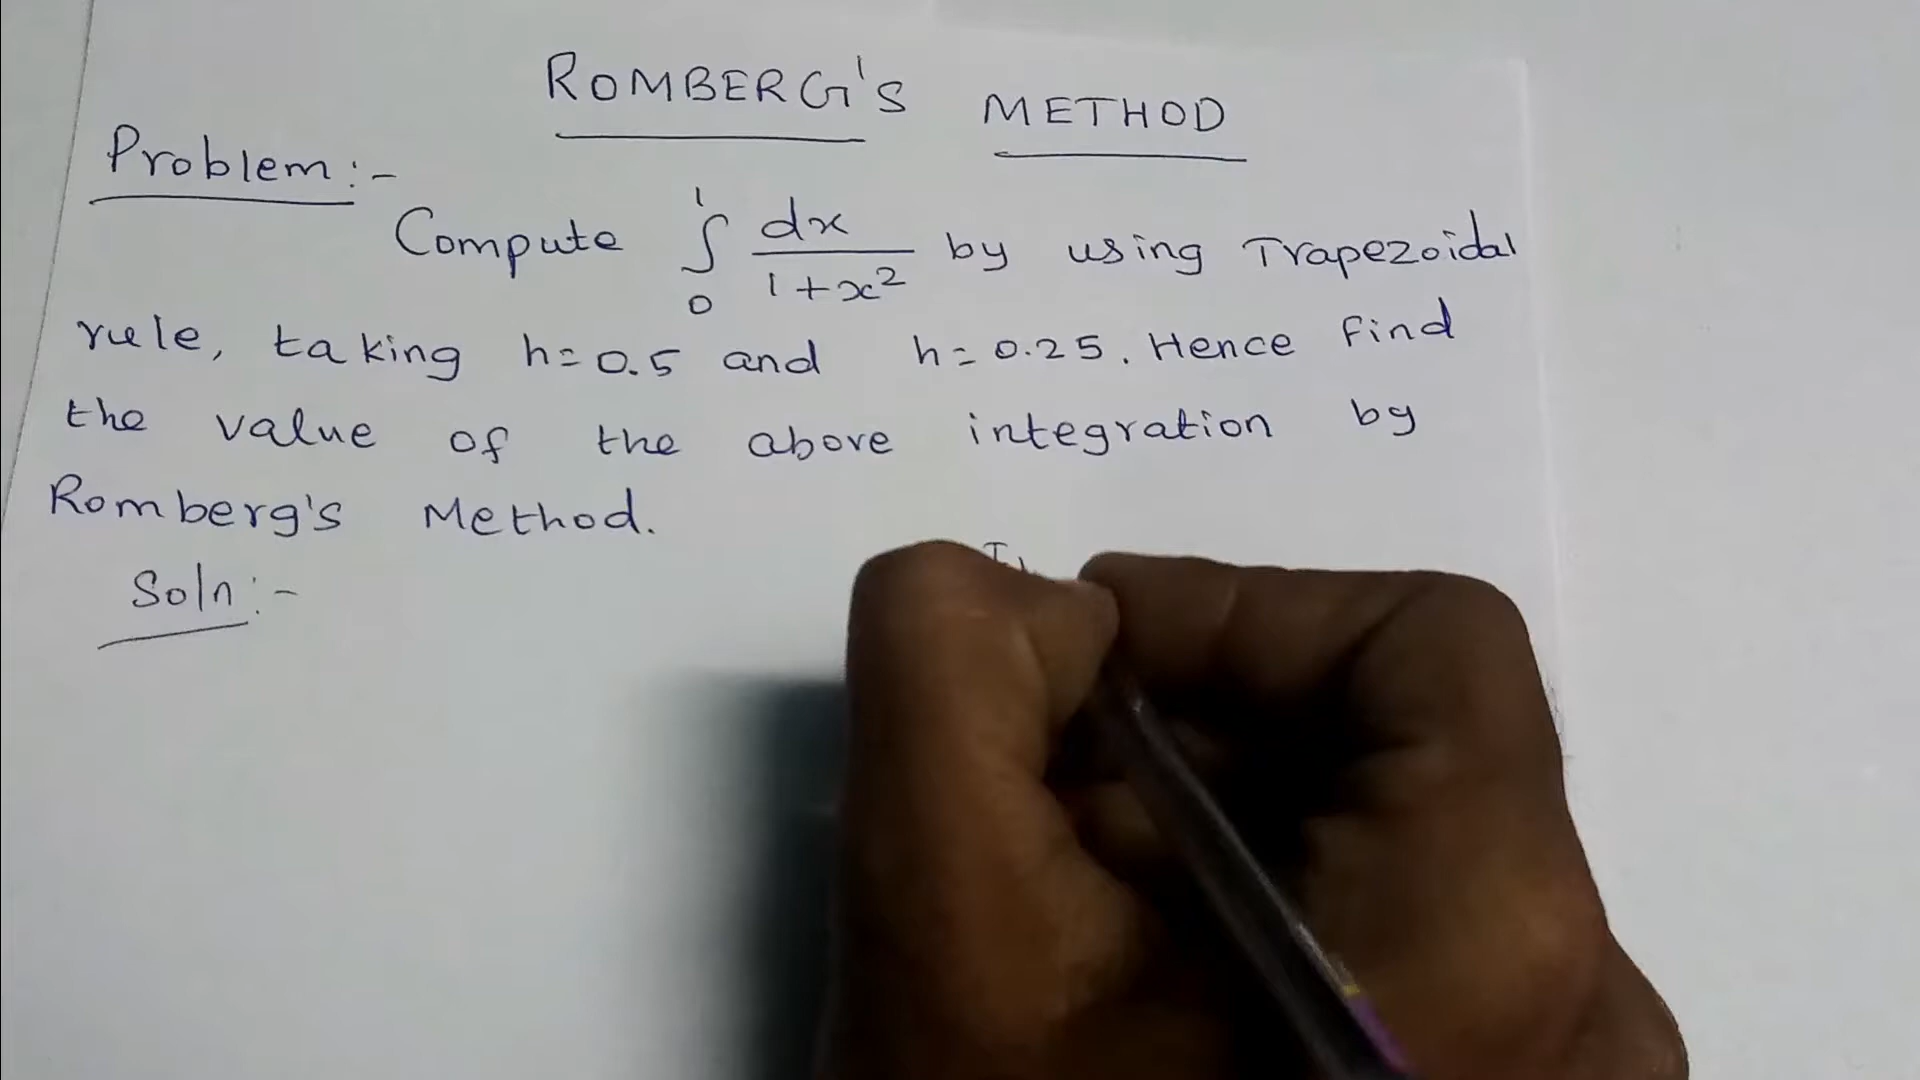 ROMBERG'S METHOD
Problem:-
Compute ∫₀¹ dx/(1+x²) by using Trapezoidal
rule, taking h=0.5 and h=0.25. Hence find
the value of the above integration by
Romberg's Method.
Soln:-